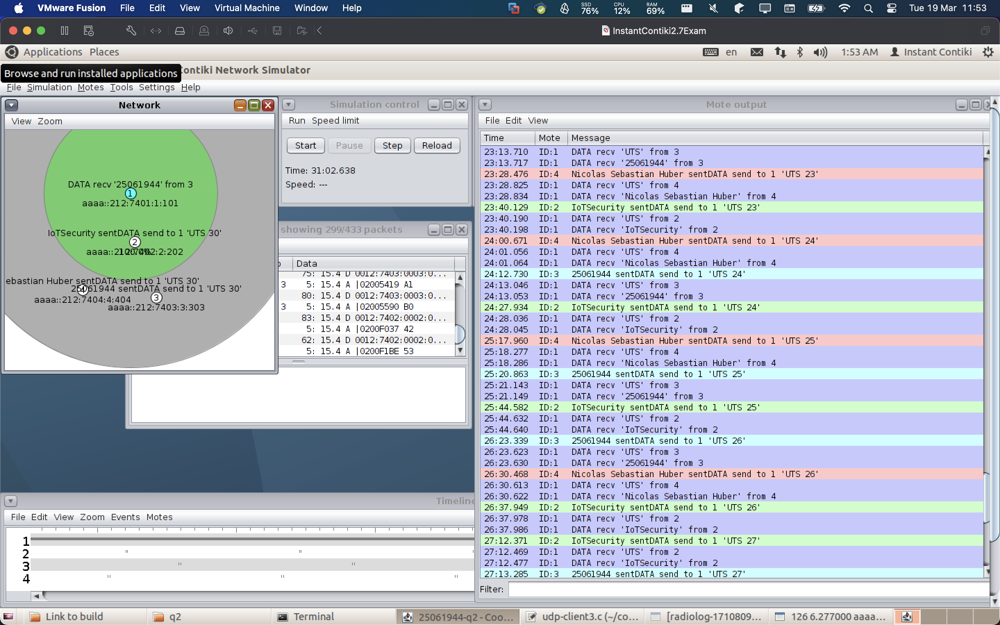 VMware Fusion File Edit View Virtual Machine Window Help SSD 76% CPU 12% RAM 69% Tue 19 Mar 11:53
InstantContiki2.7Exam
Applications Places en 1:53 AM Instant Contiki
Browse and run installed applications
ontiki Network Simulator
File Simulation Motes Tools Settings Help
Network
View Zoom
DATA recv '25061944' from 3
1
aaaa::212:7401:1:101
IoTSecurity sentDATA send to 1 'UTS 30'
2
ebastian Huber sentDATA send to 1 'UTS 30'
25061944 sentDATA send to 1 'UTS 30'
4
3
aaaa::212:7404:4:404
aaaa::212:7403:3:303
Simulation control
Run Speed limit
Start Pause Step Reload
Time: 31:02.638
Speed: ---
showing 299/433 packets
Data
75: 15.4 D 0012:7403:0003:0...
3 5: 15.4 A |02005419 A1
80: 15.4 D 0012:7403:0003:0...
3 5: 15.4 A |02005590 B0
83: 15.4 D 0012:7402:0002:0...
5: 15.4 A |0200F037 42
62: 15.4 D 0012:7402:0002:0...
5: 15.4 A |0200F1BE 53
Mote output
File Edit View
Time Mote Message
23:13.710 ID:1 DATA recv 'UTS' from 3
23:13.717 ID:1 DATA recv '25061944' from 3
23:28.476 ID:4 Nicolas Sebastian Huber sentDATA send to 1 'UTS 23'
23:28.825 ID:1 DATA recv 'UTS' from 4
23:28.834 ID:1 DATA recv 'Nicolas Sebastian Huber' from 4
23:40.129 ID:2 IoTSecurity sentDATA send to 1 'UTS 23'
23:40.190 ID:1 DATA recv 'UTS' from 2
23:40.198 ID:1 DATA recv 'IoTSecurity' from 2
24:00.671 ID:4 Nicolas Sebastian Huber sentDATA send to 1 'UTS 24'
24:01.056 ID:1 DATA recv 'UTS' from 4
24:01.064 ID:1 DATA recv 'Nicolas Sebastian Huber' from 4
24:12.730 ID:3 25061944 sentDATA send to 1 'UTS 24'
24:13.046 ID:1 DATA recv 'UTS' from 3
24:13.053 ID:1 DATA recv '25061944' from 3
24:27.934 ID:2 IoTSecurity sentDATA send to 1 'UTS 24'
24:28.036 ID:1 DATA recv 'UTS' from 2
24:28.045 ID:1 DATA recv 'IoTSecurity' from 2
25:17.960 ID:4 Nicolas Sebastian Huber sentDATA send to 1 'UTS 25'
25:18.277 ID:1 DATA recv 'UTS' from 4
25:18.286 ID:1 DATA recv 'Nicolas Sebastian Huber' from 4
25:20.863 ID:3 25061944 sentDATA send to 1 'UTS 25'
25:21.143 ID:1 DATA recv 'UTS' from 3
25:21.149 ID:1 DATA recv '25061944' from 3
25:44.582 ID:2 IoTSecurity sentDATA send to 1 'UTS 25'
25:44.632 ID:1 DATA recv 'UTS' from 2
25:44.640 ID:1 DATA recv 'IoTSecurity' from 2
26:23.339 ID:3 25061944 sentDATA send to 1 'UTS 26'
26:23.623 ID:1 DATA recv 'UTS' from 3
26:23.630 ID:1 DATA recv '25061944' from 3
26:30.468 ID:4 Nicolas Sebastian Huber sentDATA send to 1 'UTS 26'
26:30.613 ID:1 DATA recv 'UTS' from 4
26:30.622 ID:1 DATA recv 'Nicolas Sebastian Huber' from 4
26:37.949 ID:2 IoTSecurity sentDATA send to 1 'UTS 26'
26:37.978 ID:1 DATA recv 'UTS' from 2
26:37.986 ID:1 DATA recv 'IoTSecurity' from 2
27:12.371 ID:2 IoTSecurity sentDATA send to 1 'UTS 27'
27:12.469 ID:1 DATA recv 'UTS' from 2
27:12.477 ID:1 DATA recv 'IoTSecurity' from 2
27:13.285 ID:3 25061944 sentDATA send to 1 'UTS 27'
Filter:
Timeline
File Edit View Zoom Events Motes
1
2
3
4
Link to build q2 Terminal 25061944-q2 - Coo... udp-client3.c (~/co... [radiolog-1710809... 126 6.277000 aaaa...